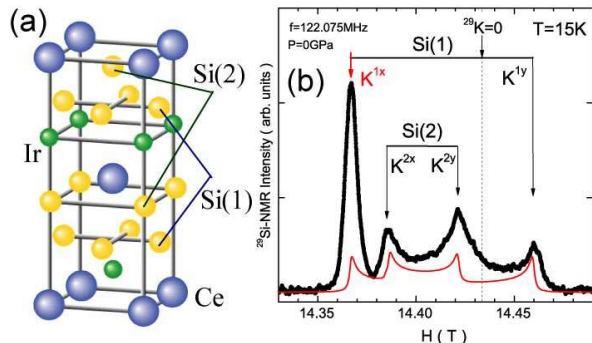 (a)
Si(2)
Ir
Si(1)
Ce
f=122.075MHz
P=0GPa
²⁹K=0
T=15K
Si(1)
(b)
K¹ˣ
K¹ʸ
Si(2)
K²ˣ
K²ʸ
²⁹Si-NMR Intensity ( arb. units )
14.35
14.40
14.45
H ( T )